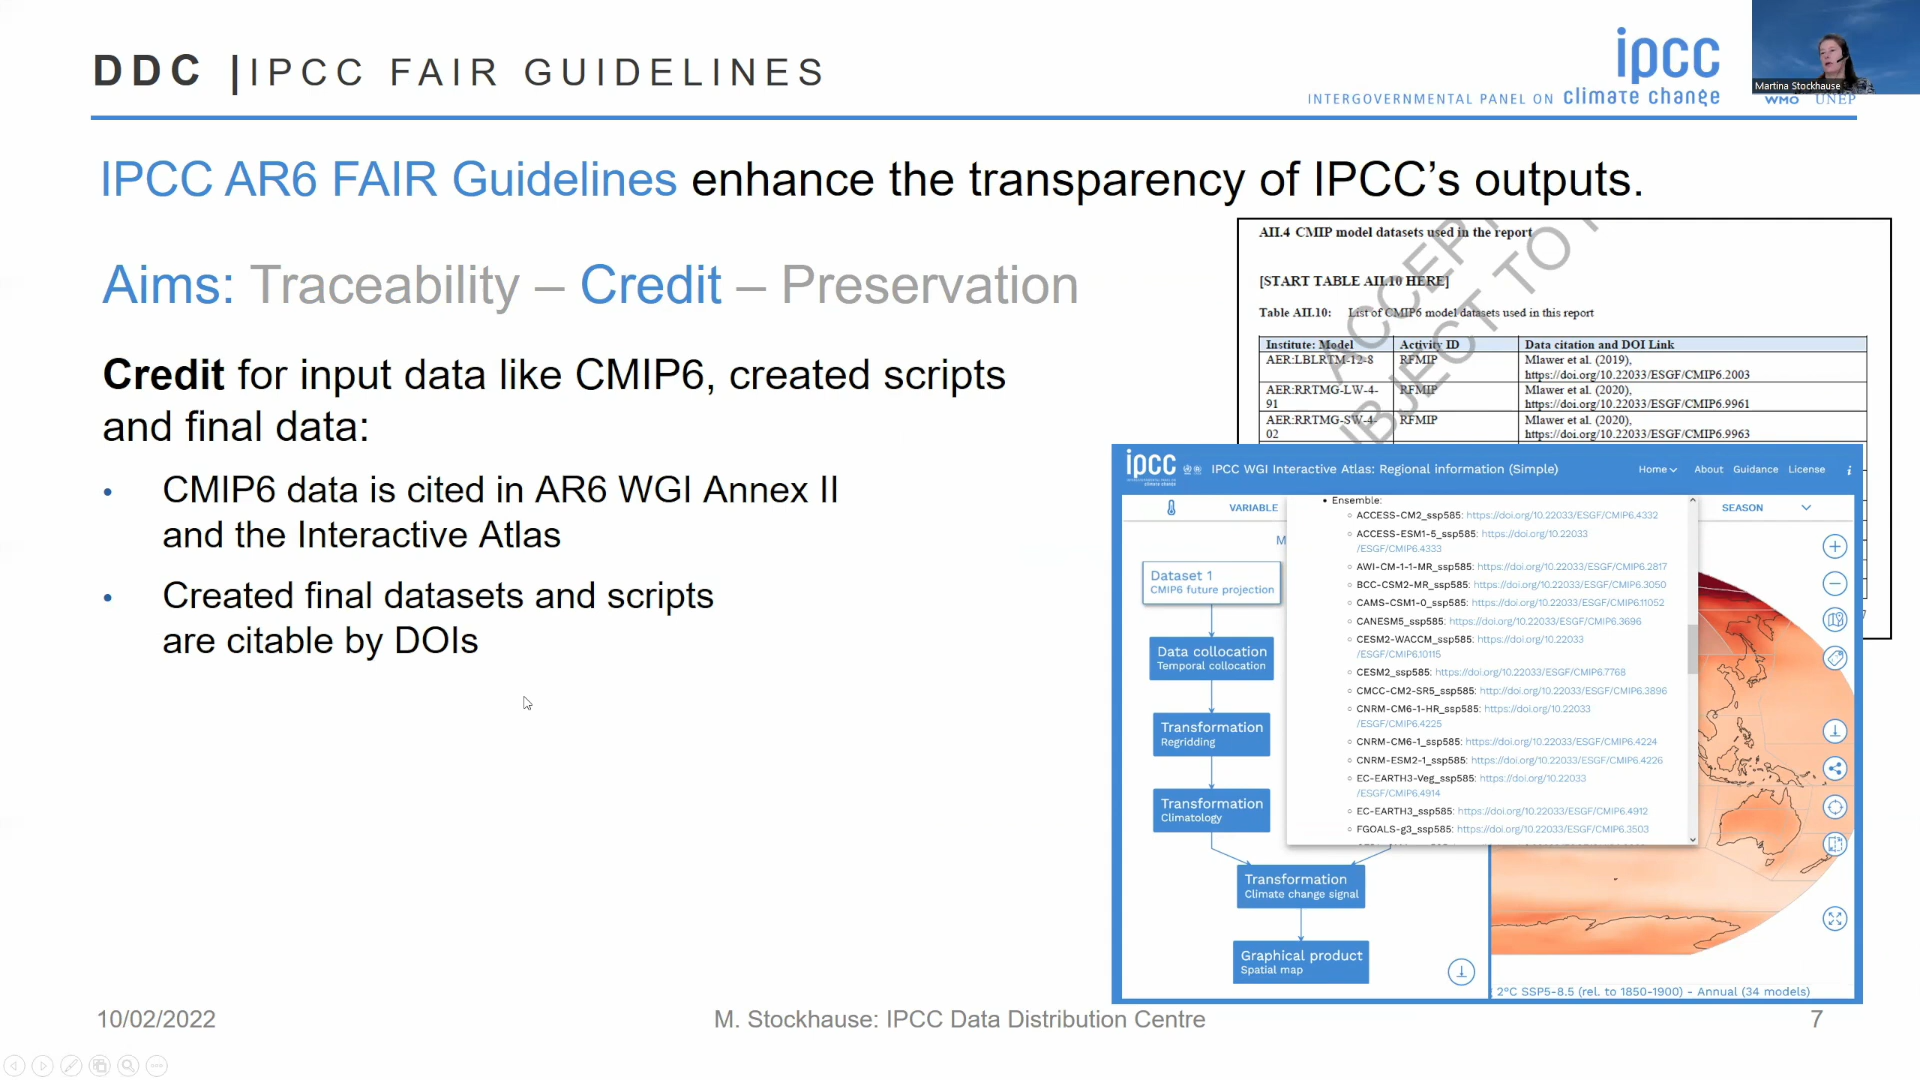 DDC | IPCC FAIR GUIDELINES
ipcc
INTERGOVERNMENTAL PANEL ON climate change
WMO UNEP
Martina Stockhause
IPCC AR6 FAIR Guidelines enhance the transparency of IPCC's outputs.
Aims: Traceability – Credit – Preservation
Credit for input data like CMIP6, created scripts
and final data:
• CMIP6 data is cited in AR6 WGI Annex II
and the Interactive Atlas
• Created final datasets and scripts
are citable by DOIs
AII.4 CMIP model datasets used in the report
[START TABLE AII.10 HERE]
Table AII.10: List of CMIP6 model datasets used in this report
Institute: Model Activity ID Data citation and DOI Link
AER:LBLRTM-12-8 RFMIP Mlawer et al. (2019),
https://doi.org/10.22033/ESGF/CMIP6.2003
AER:RRTMG-LW-4- RFMIP Mlawer et al. (2020),
91 https://doi.org/10.22033/ESGF/CMIP6.9961
AER:RRTMG-SW-4- RFMIP Mlawer et al. (2020),
02 https://doi.org/10.22033/ESGF/CMIP6.9963
ipcc IPCC WGI Interactive Atlas: Regional information (Simple) Home About Guidance License i
VARIABLE SEASON
M
Dataset 1
CMIP6 future projection
Data collocation
Temporal collocation
Transformation
Regridding
Transformation
Climatology
Transformation
Climate change signal
Graphical product
Spatial map
• Ensemble:
ACCESS-CM2_ssp585: https://doi.org/10.22033/ESGF/CMIP6.4332
ACCESS-ESM1-5_ssp585: https://doi.org/10.22033
/ESGF/CMIP6.4333
AWI-CM-1-1-MR_ssp585: https://doi.org/10.22033/ESGF/CMIP6.2817
BCC-CSM2-MR_ssp585: https://doi.org/10.22033/ESGF/CMIP6.3050
CAMS-CSM1-0_ssp585: https://doi.org/10.22033/ESGF/CMIP6.11052
CANESM5_ssp585: https://doi.org/10.22033/ESGF/CMIP6.3696
CESM2-WACCM_ssp585: https://doi.org/10.22033
/ESGF/CMIP6.10115
CESM2_ssp585: https://doi.org/10.22033/ESGF/CMIP6.7768
CMCC-CM2-SR5_ssp585: http://doi.org/10.22033/ESGF/CMIP6.3896
CNRM-CM6-1-HR_ssp585: https://doi.org/10.22033
/ESGF/CMIP6.4225
CNRM-CM6-1_ssp585: https://doi.org/10.22033/ESGF/CMIP6.4224
CNRM-ESM2-1_ssp585: https://doi.org/10.22033/ESGF/CMIP6.4226
EC-EARTH3-Veg_ssp585: https://doi.org/10.22033
/ESGF/CMIP6.4914
EC-EARTH3_ssp585: https://doi.org/10.22033/ESGF/CMIP6.4912
FGOALS-g3_ssp585: https://doi.org/10.22033/ESGF/CMIP6.3503
2°C SSP5-8.5 (rel. to 1850-1900) - Annual (34 models)
10/02/2022
M. Stockhause: IPCC Data Distribution Centre
7